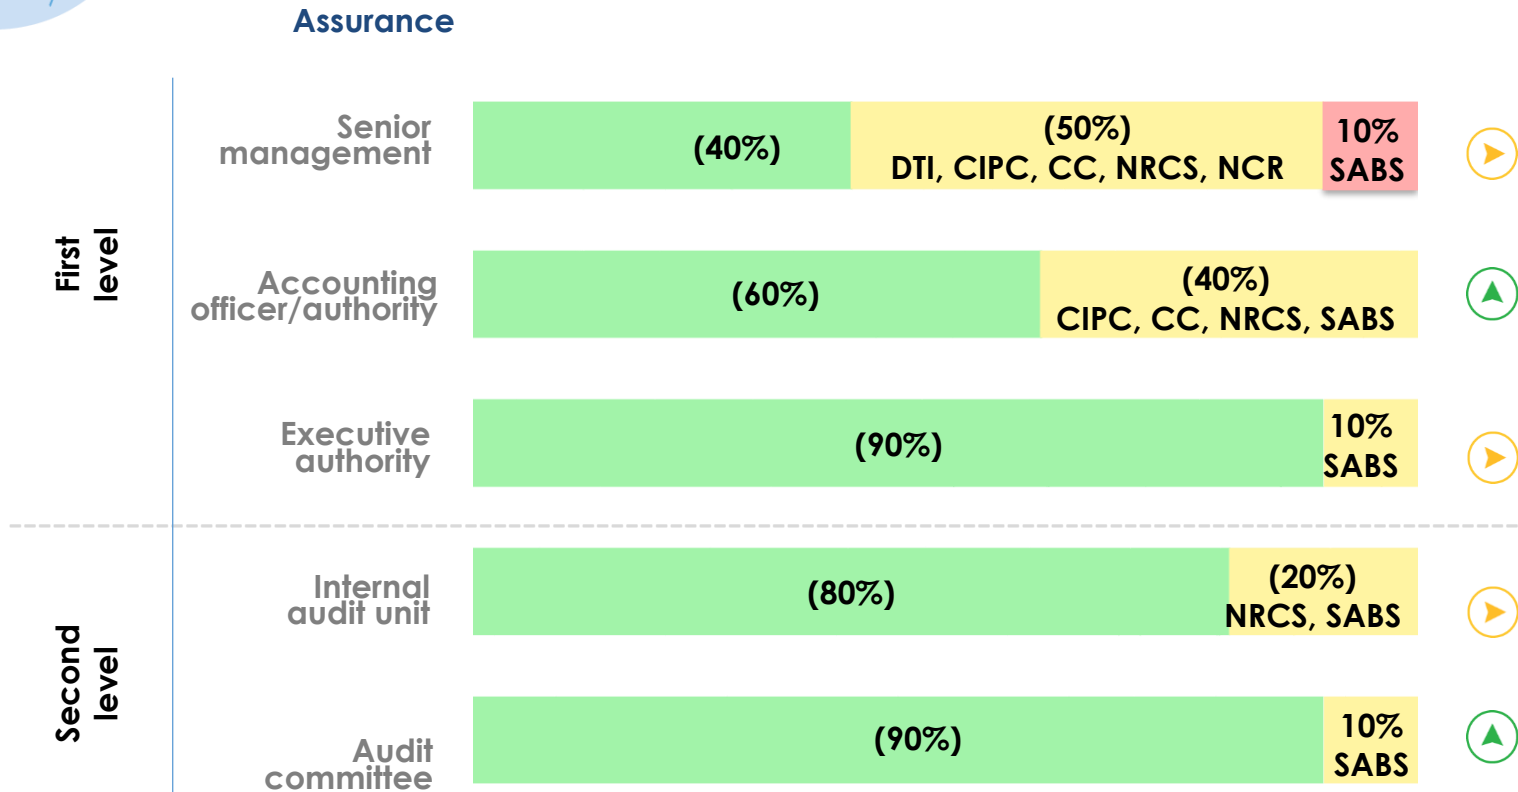 Assurance
First
level
Senior
management
(40%)
(50%)
DTI, CIPC, CC, NRCS, NCR
10%
SABS
Accounting
officer/authority
(60%)
(40%)
CIPC, CC, NRCS, SABS
Executive
authority
(90%)
10%
SABS
Second
level
Internal
audit unit
(80%)
(20%)
NRCS, SABS
Audit
committee
(90%)
10%
SABS